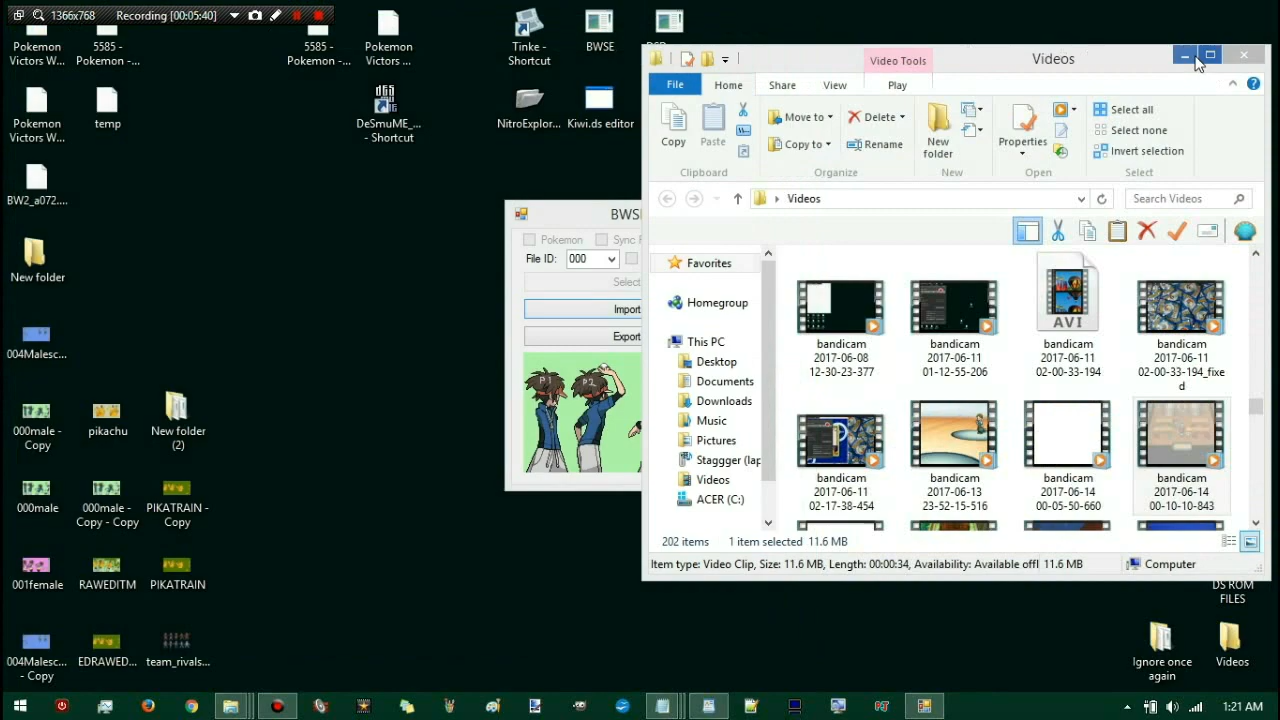 1366x768
Recording [00:05:40]
Pokemon
Victors W...
5585 -
Pokemon -...
5585 -
Pokemon -...
Pokemon
Victors ...
Tinke -
Shortcut
BWSE
Pokemon
Victors W...
temp
DeSmuME_...
- Shortcut
NitroExplor...
Kiwi.ds editor
BW2_a072....
New folder
004Malesc...
000male -
Copy
pikachu
New folder
(2)
000male
000male -
Copy - Copy
PIKATRAIN -
Copy
001female
RAWEDITM
PIKATRAIN
004Malesc...
- Copy
EDRAWED...
team_rivals...
BWSE
Pokemon
Sync
File ID:
000
Select
Import
Export
P1
P2
Video Tools
Videos
File
Home
Share
View
Play
Copy
Paste
Move to
Copy to
Delete
Rename
New
folder
Properties
Select all
Select none
Invert selection
Clipboard
Organize
New
Open
Select
Videos
Search Videos
Favorites
Homegroup
This PC
Desktop
Documents
Downloads
Music
Pictures
Staggger (lap
Videos
ACER (C:)
AVI
bandicam
2017-06-08
12-30-23-377
bandicam
2017-06-11
01-12-55-206
bandicam
2017-06-11
02-00-33-194
bandicam
2017-06-11
02-00-33-194_fixe
d
bandicam
2017-06-11
02-17-38-454
bandicam
2017-06-13
23-52-15-516
bandicam
2017-06-14
00-05-50-660
bandicam
2017-06-14
00-10-10-843
202 items
1 item selected 11.6 MB
Item type: Video Clip, Size: 11.6 MB, Length: 00:00:34, Availability: Available offl
11.6 MB
Computer
DS ROM
FILES
Ignore once
again
Videos
1:21 AM